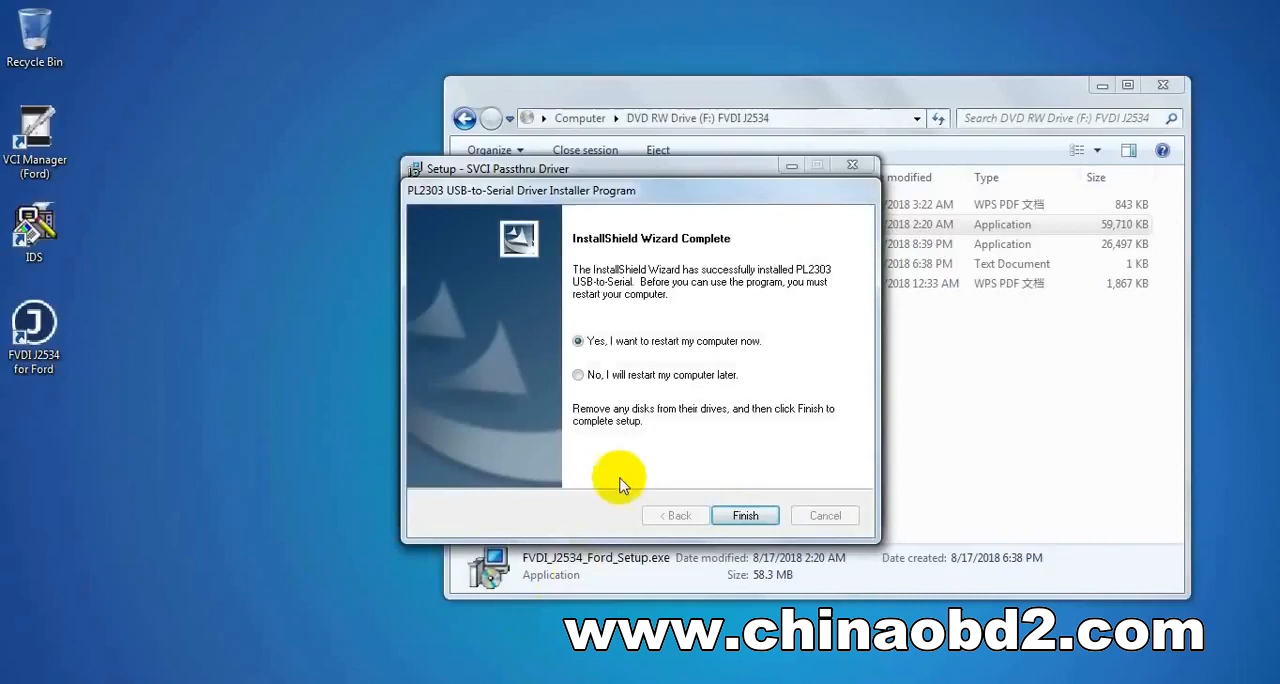 Recycle Bin
VCI Manager
(Ford)
IDS
J
FVDI J2534
for Ford
Computer
DVD RW Drive (F:) FVDI J2534
Search DVD RW Drive (F:) FVDI J2534
Organize
Close session
Eject
modified
Type
Size
/2018 3:22 AM
WPS PDF 文档
843 KB
/2018 2:20 AM
Application
59,710 KB
/2018 8:39 PM
Application
26,497 KB
/2018 6:38 PM
Text Document
1 KB
/2018 12:33 AM
WPS PDF 文档
1,867 KB
Setup - SVCI Passthru Driver
PL2303 USB-to-Serial Driver Installer Program
InstallShield Wizard Complete
The InstallShield Wizard has successfully installed PL2303
USB-to-Serial. Before you can use the program, you must
restart your computer.
Yes, I want to restart my computer now.
No, I will restart my computer later.
Remove any disks from their drives, and then click Finish to
complete setup.
< Back
Finish
Cancel
FVDI_J2534_Ford_Setup.exe
Date modified: 8/17/2018 2:20 AM
Date created: 8/17/2018 6:38 PM
Application
Size: 58.3 MB
www.chinaobd2.com